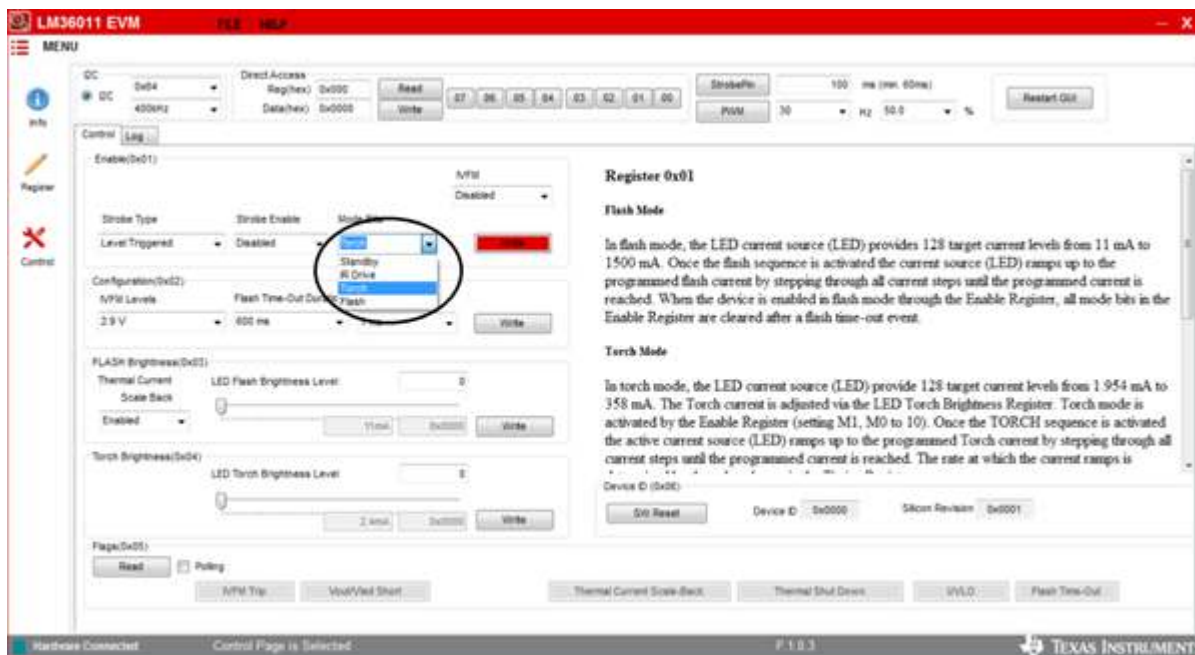 LM36011 EVM
FILE HELP
MENU
Info
Register
Control
I2C
I2C
0x64
400kHz
Direct Access
Reg(hex) 0x000 Read
Data(hex) 0x0000 Write
07 06 05 04 03 02 01 00
StrobePin 100 ms (min. 60ms)
PWM 30 Hz 50.0 %
Restart GUI
Control Log
Enable(0x01)
IVFM
Disabled
Strobe Type Strobe Enable Mode Bits
Level Triggered Disabled Torch Write
Standby
IR Drive
Torch
Flash
Configuration(0x02)
IVFM Levels Flash Time-Out
2.9 V 600 ms Write
FLASH Brightness(0x03)
Thermal Current
Scale Back
Enabled
LED Flash Brightness Level: 0
11mA 0x0000 Write
Torch Brightness(0x04)
LED Torch Brightness Level 0
2.4mA 0x0000 Write
Flags(0x05)
Read Polling
IVFM Trip Vout/Vled Short Thermal Current Scale-Back Thermal Shut Down UVLO Flash Time-Out
Register 0x01
Flash Mode
In flash mode, the LED current source (LED) provides 128 target current levels from 11 mA to
1500 mA. Once the flash sequence is activated the current source (LED) ramps up to the
programmed flash current by stepping through all current steps until the programmed current is
reached. When the device is enabled in flash mode through the Enable Register, all mode bits in the
Enable Register are cleared after a flash time-out event.
Torch Mode
In torch mode, the LED current source (LED) provide 128 target current levels from 1.954 mA to
358 mA. The Torch current is adjusted via the LED Torch Brightness Register. Torch mode is
activated by the Enable Register (setting M1, M0 to 10). Once the TORCH sequence is activated
the active current source (LED) ramps up to the programmed Torch current by stepping through all
current steps until the programmed current is reached. The rate at which the current ramps is
Device ID (0x06)
SW Reset Device ID 0x0000 Silicon Revision 0x0001
Hardware Connected Control Page is Selected P.1.0.3 TEXAS INSTRUMENT